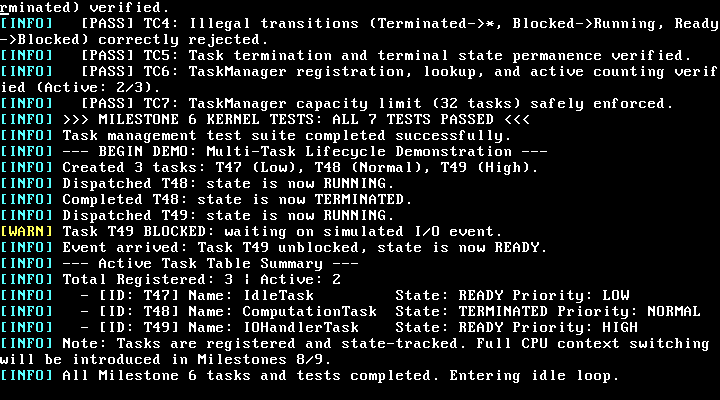 rminated) verified.
[INFO]   [PASS] TC4: Illegal transitions (Terminated->*, Blocked->Running, Ready
->Blocked) correctly rejected.
[INFO]   [PASS] TC5: Task termination and terminal state permanence verified.
[INFO]   [PASS] TC6: TaskManager registration, lookup, and active counting verif
ied (Active: 2/3).
[INFO]   [PASS] TC7: TaskManager capacity limit (32 tasks) safely enforced.
[INFO] >>> MILESTONE 6 KERNEL TESTS: ALL 7 TESTS PASSED <<<
[INFO] Task management test suite completed successfully.
[INFO] --- BEGIN DEMO: Multi-Task Lifecycle Demonstration ---
[INFO] Created 3 tasks: T47 (Low), T48 (Normal), T49 (High).
[INFO] Dispatched T48: state is now RUNNING.
[INFO] Completed T48: state is now TERMINATED.
[INFO] Dispatched T49: state is now RUNNING.
[WARN] Task T49 BLOCKED: waiting on simulated I/O event.
[INFO] Event arrived: Task T49 unblocked, state is now READY.
[INFO] --- Active Task Table Summary ---
[INFO] Total Registered: 3 | Active: 2
[INFO]   - [ID: T47] Name: IdleTask         State: READY Priority: LOW
[INFO]   - [ID: T48] Name: ComputationTask  State: TERMINATED Priority: NORMAL
[INFO]   - [ID: T49] Name: IOHandlerTask    State: READY Priority: HIGH
[INFO] Note: Tasks are registered and state-tracked. Full CPU context switching
will be introduced in Milestones 8/9.
[INFO] All Milestone 6 tasks and tests completed. Entering idle loop.